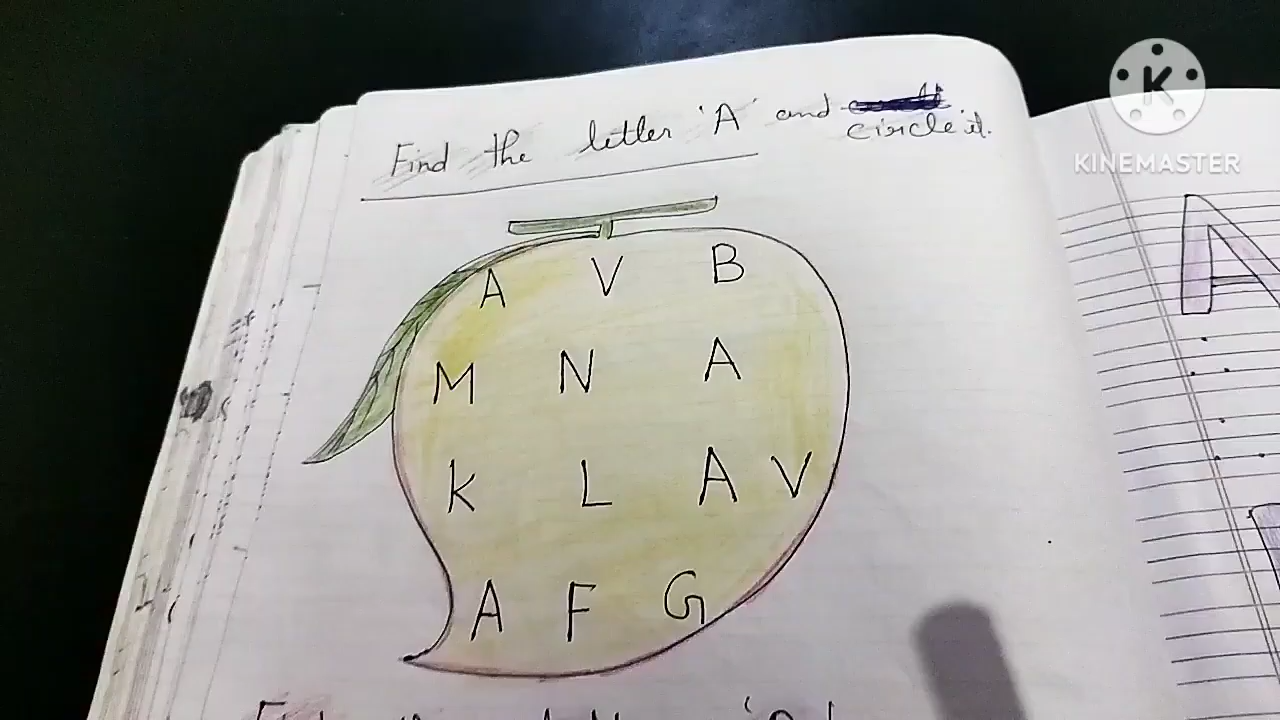 Find the letter 'A' and
circle it.
A V B
M N A
K L A V
A F G
KINEMASTER
A